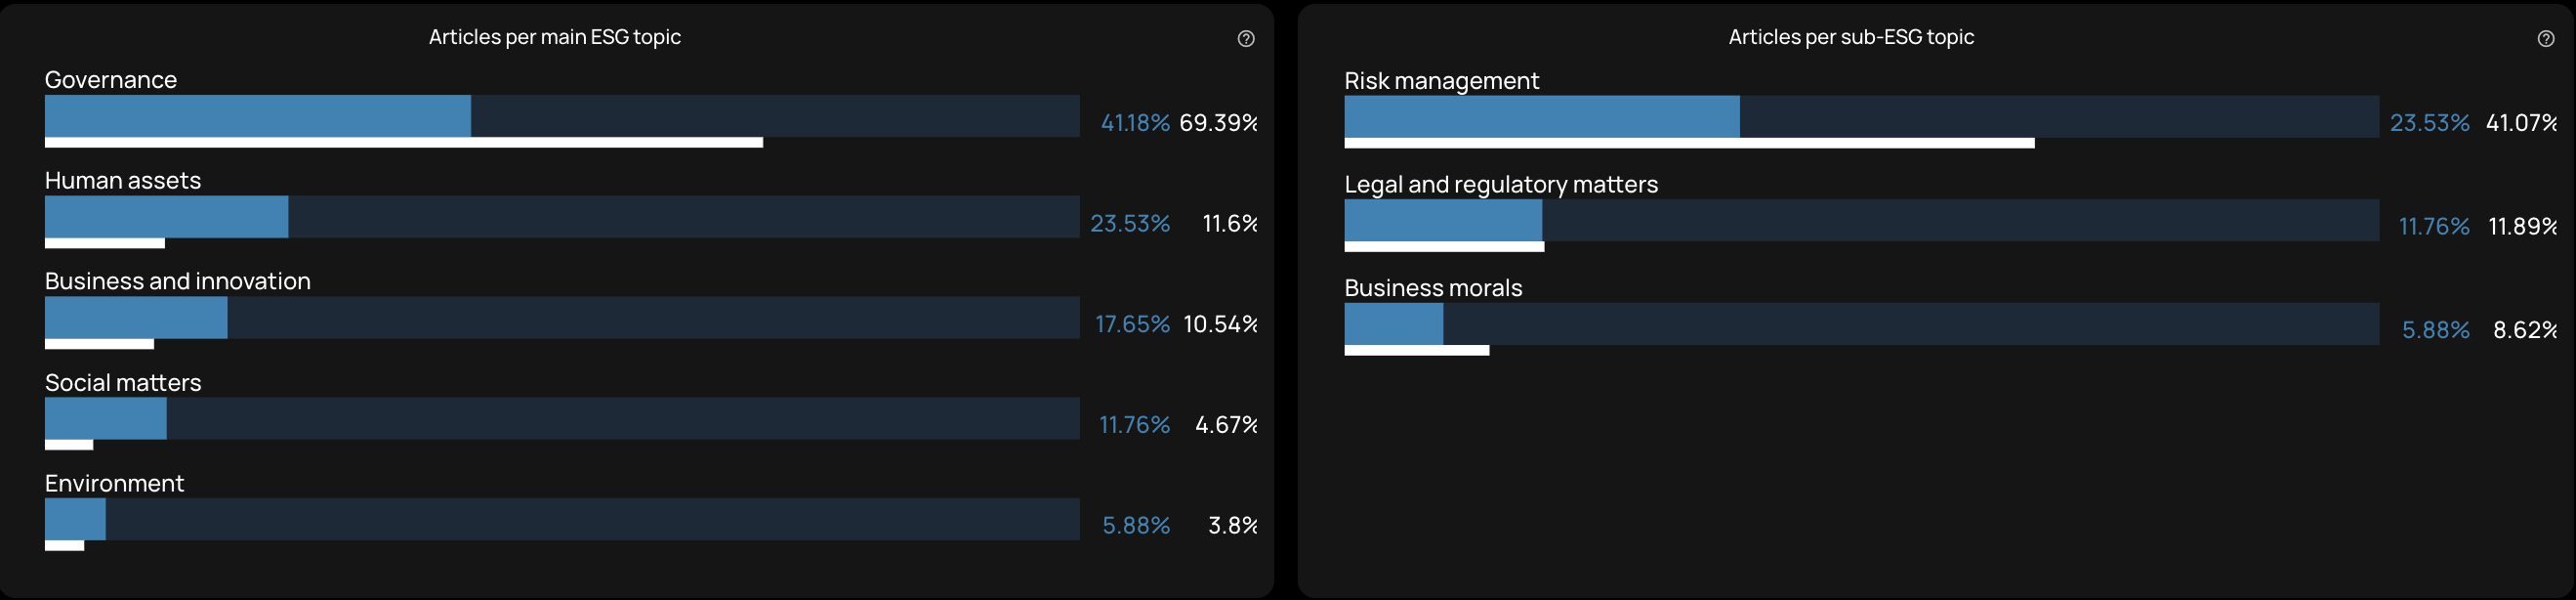 Articles per main ESG topic
Governance
41.18% 69.39%
Human assets
23.53% 11.6%
Business and innovation
17.65% 10.54%
Social matters
11.76% 4.67%
Environment
5.88% 3.8%
Articles per sub-ESG topic
Risk management
23.53% 41.07%
Legal and regulatory matters
11.76% 11.89%
Business morals
5.88% 8.62%